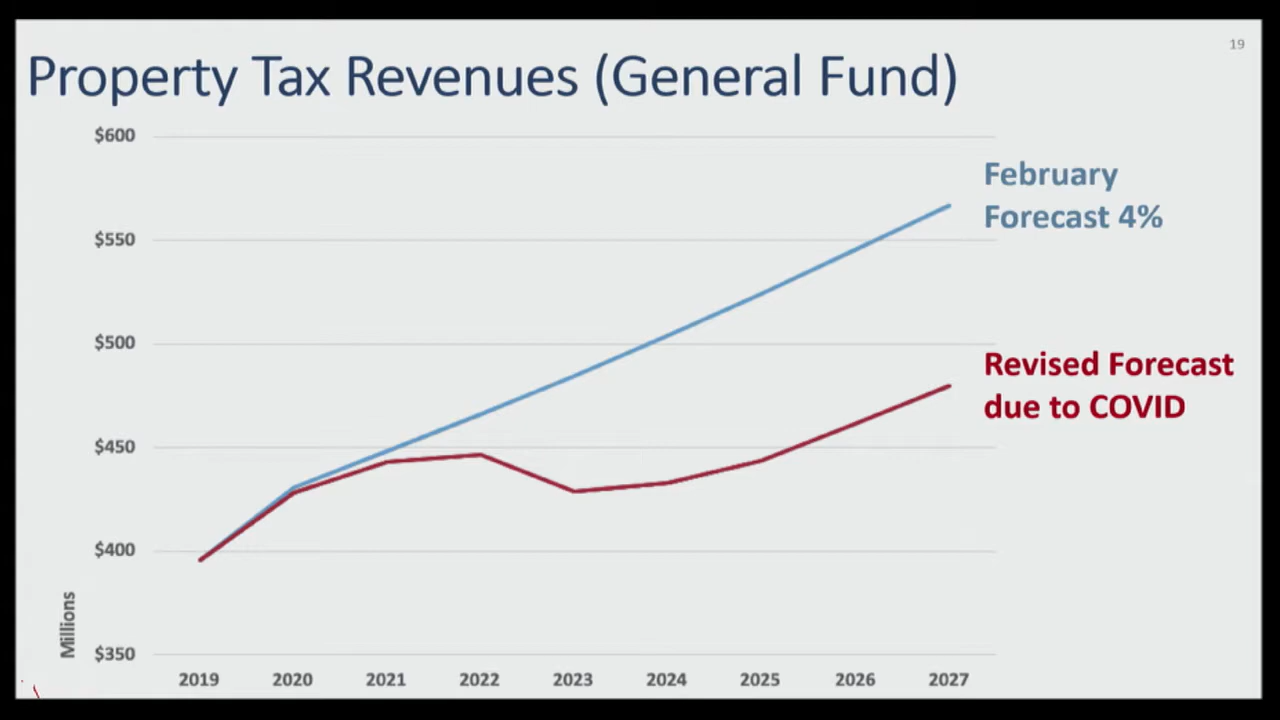 19
Property Tax Revenues (General Fund)
$600
$550
$500
$450
$400
$350
Millions
2019 2020 2021 2022 2023 2024 2025 2026 2027
February
Forecast 4%
Revised Forecast
due to COVID